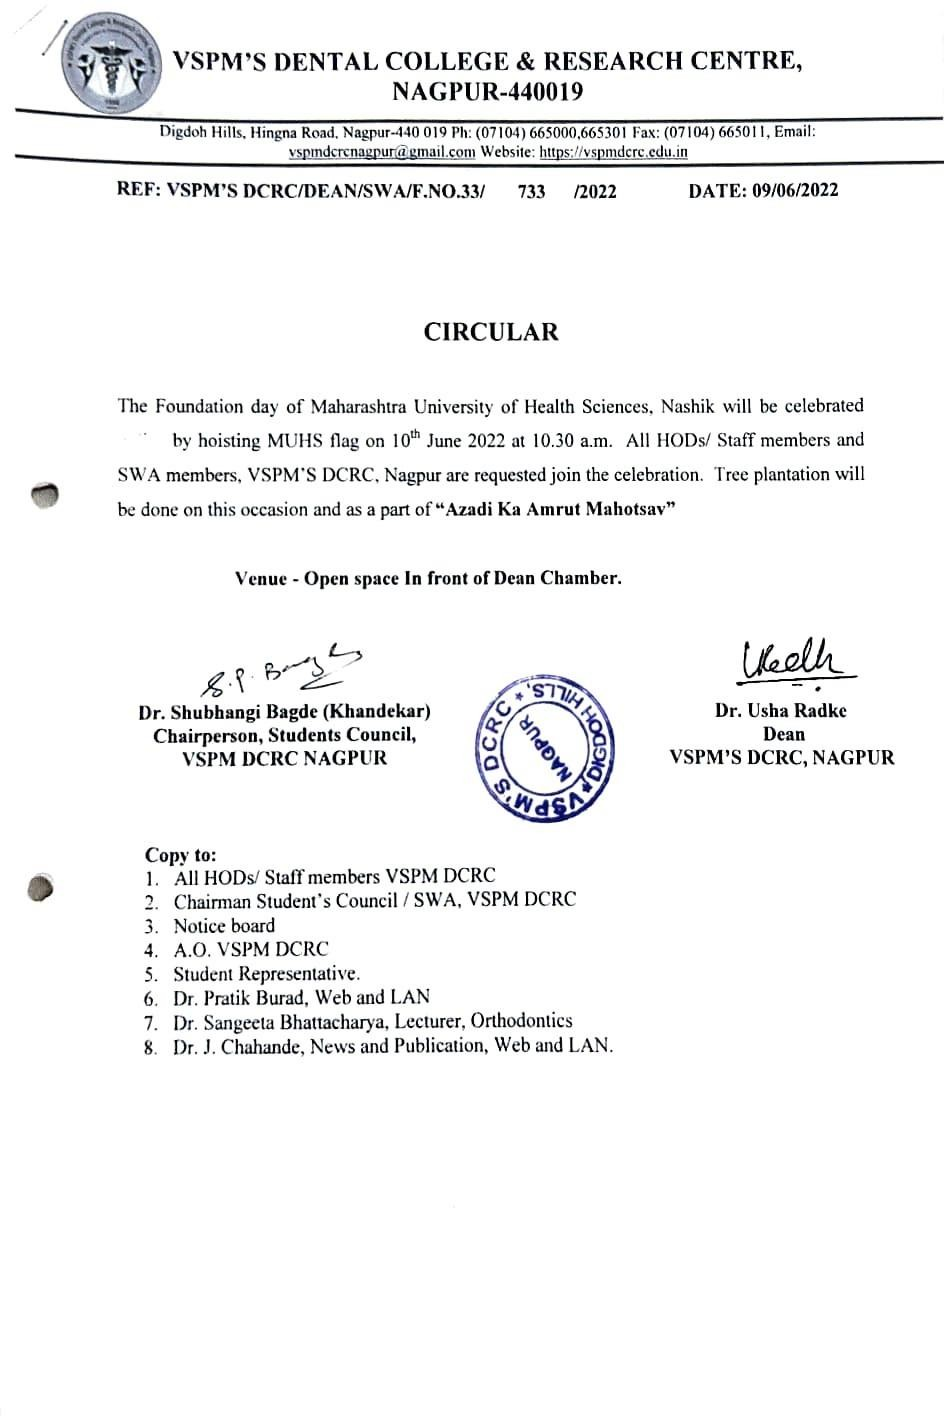 VSPM'S DENTAL COLLEGE & RESEARCH CENTRE,
NAGPUR-440019
Digdoh Hills, Hingna Road, Nagpur-440 019 Ph: (07104) 665000,665301 Fax: (07104) 665011, Email:
vspmdcrcnagpur@gmail.com Website: https://vspmdcrc.edu.in
REF: VSPM'S DCRC/DEAN/SWA/F.NO.33/ 733 /2022 DATE: 09/06/2022
CIRCULAR
The Foundation day of Maharashtra University of Health Sciences, Nashik will be celebrated
by hoisting MUHS flag on 10th June 2022 at 10.30 a.m. All HODs/ Staff members and
SWA members, VSPM'S DCRC, Nagpur are requested join the celebration. Tree plantation will
be done on this occasion and as a part of “Azadi Ka Amrut Mahotsav”
Venue - Open space In front of Dean Chamber.
Dr. Shubhangi Bagde (Khandekar)
Chairperson, Students Council,
VSPM DCRC NAGPUR
VSPM'S DCRC * DIGDOH HILLS. *
NAGPUR
Dr. Usha Radke
Dean
VSPM'S DCRC, NAGPUR
Copy to:
1. All HODs/ Staff members VSPM DCRC
2. Chairman Student's Council / SWA, VSPM DCRC
3. Notice board
4. A.O. VSPM DCRC
5. Student Representative.
6. Dr. Pratik Burad, Web and LAN
7. Dr. Sangeeta Bhattacharya, Lecturer, Orthodontics
8. Dr. J. Chahande, News and Publication, Web and LAN.